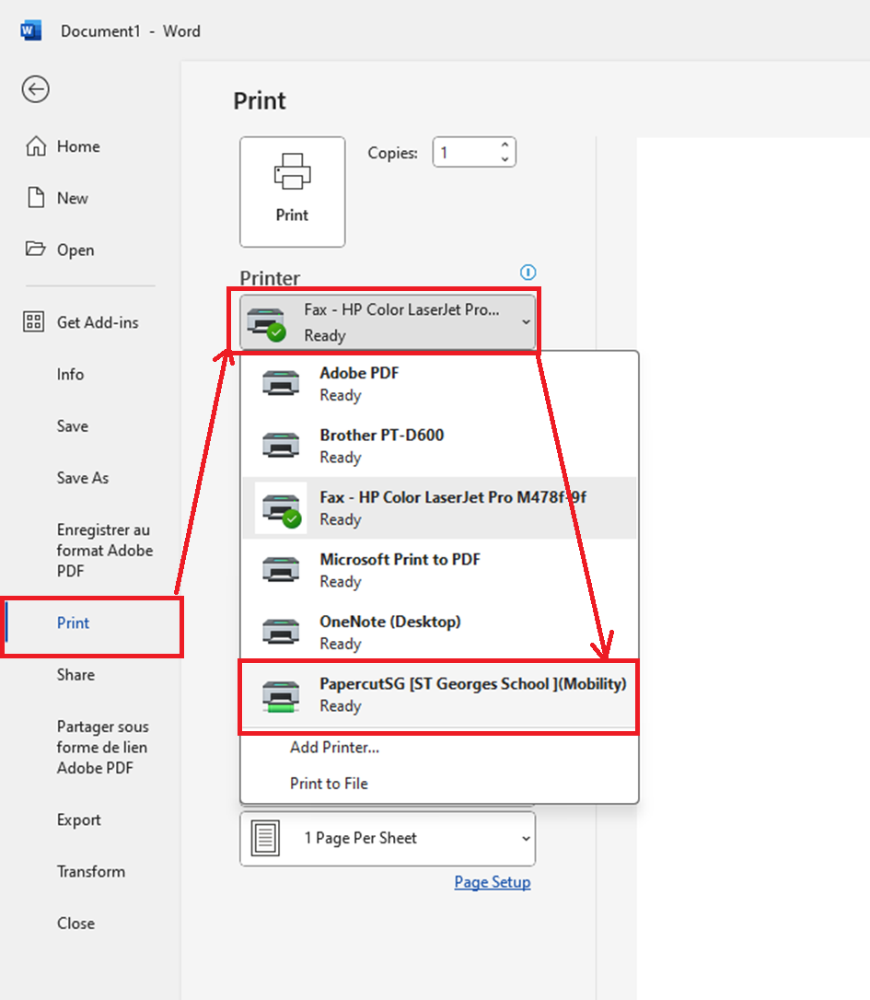 Document1 - Word
Home
New
Open
Get Add-ins
Info
Save
Save As
Enregistrer au
format Adobe
PDF
Print
Share
Partager sous
forme de lien
Adobe PDF
Export
Transform
Close
Print
Print
Copies:
1
Printer
Fax - HP Color LaserJet Pro...
Ready
Adobe PDF
Ready
Brother PT-D600
Ready
Fax - HP Color LaserJet Pro M478f-9f
Ready
Microsoft Print to PDF
Ready
OneNote (Desktop)
Ready
PapercutSG [ST Georges School ](Mobility)
Ready
Add Printer...
Print to File
1 Page Per Sheet
Page Setup